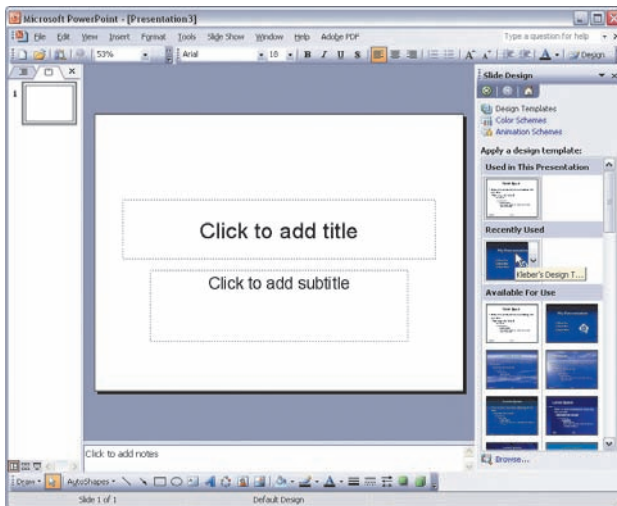 Microsoft PowerPoint - [Presentation3]
File Edit View Insert Format Tools Slide Show Window Help Adobe PDF Type a question for help
53% Arial 18 B I U S A A A Design
1
Slide Design
Design Templates
Color Schemes
Animation Schemes
Apply a design template:
Used in This Presentation
Recently Used
Kleber's Design T...
Available For Use
Browse...
Click to add title
Click to add subtitle
Click to add notes
Draw AutoShapes A
Slide 1 of 1 Default Design